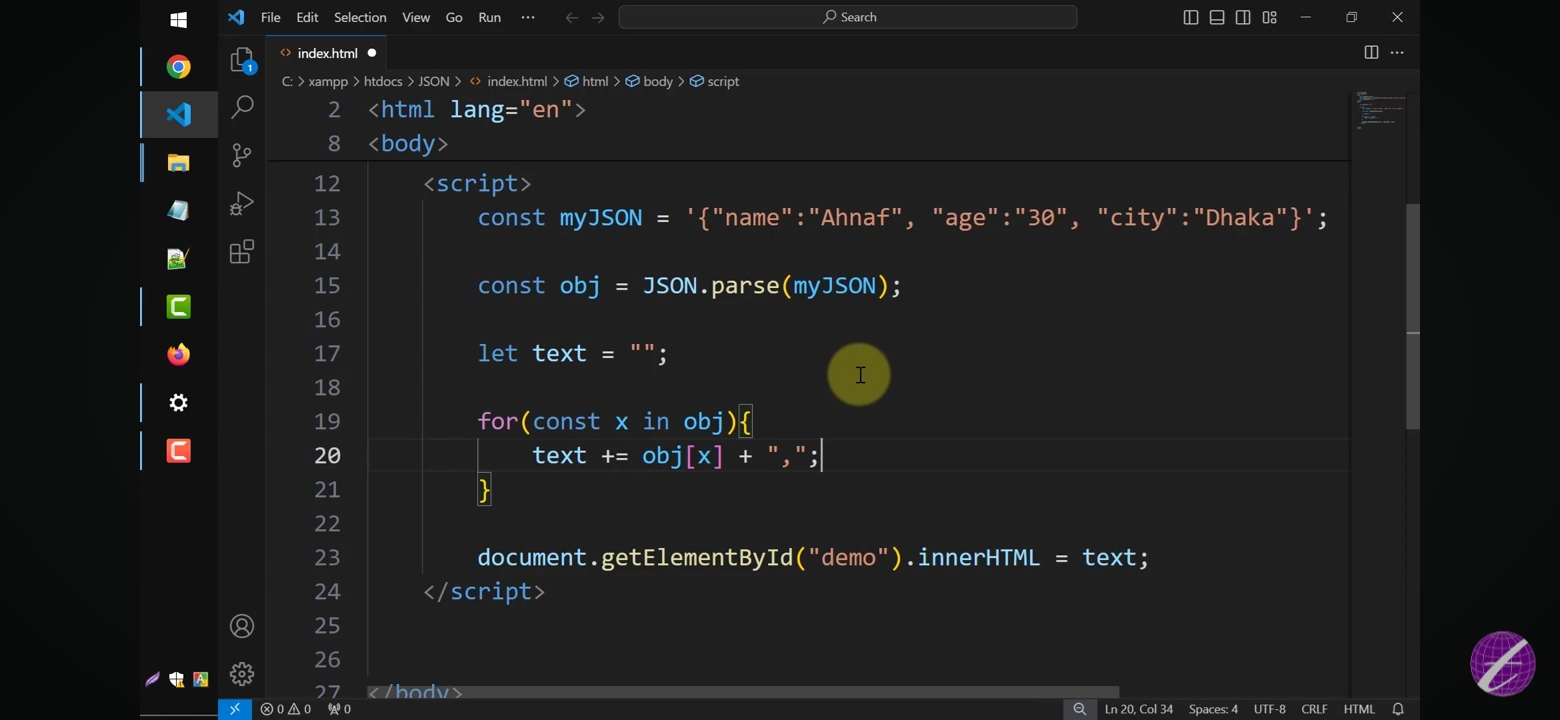 File Edit Selection View Go Run ··· Search
index.html
C: > xampp > htdocs > JSON > index.html > html > body > script
2 <html lang="en">
8 <body>
12 <script>
13 const myJSON = '{"name":"Ahnaf", "age":"30", "city":"Dhaka"}';
14
15 const obj = JSON.parse(myJSON);
16
17 let text = "";
18
19 for(const x in obj){
20 text += obj[x] + ",";
21 }
22
23 document.getElementById("demo").innerHTML = text;
24 </script>
25
26
27 </body>
1
0 0 0 Ln 20, Col 34 Spaces: 4 UTF-8 CRLF HTML